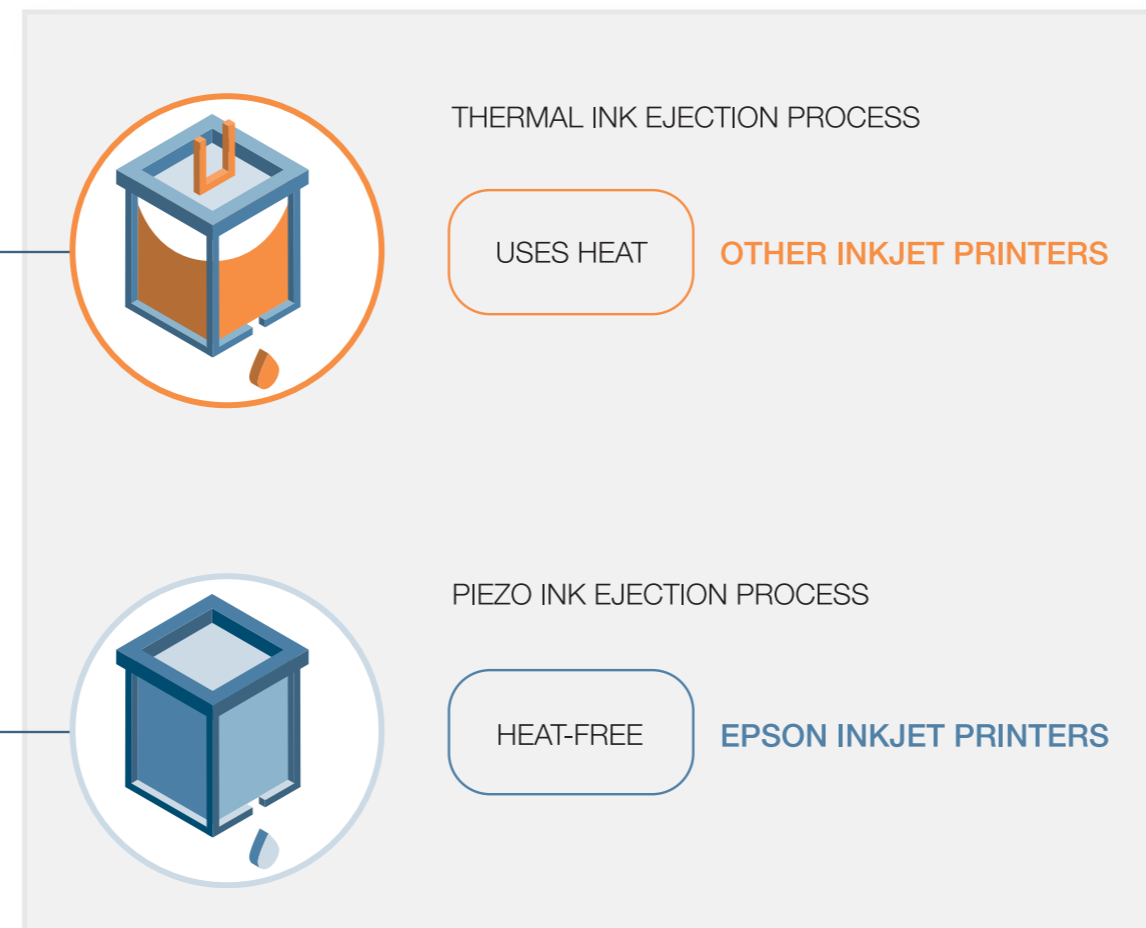 THERMAL INK EJECTION PROCESS
USES HEAT
OTHER INKJET PRINTERS
PIEZO INK EJECTION PROCESS
HEAT-FREE
EPSON INKJET PRINTERS